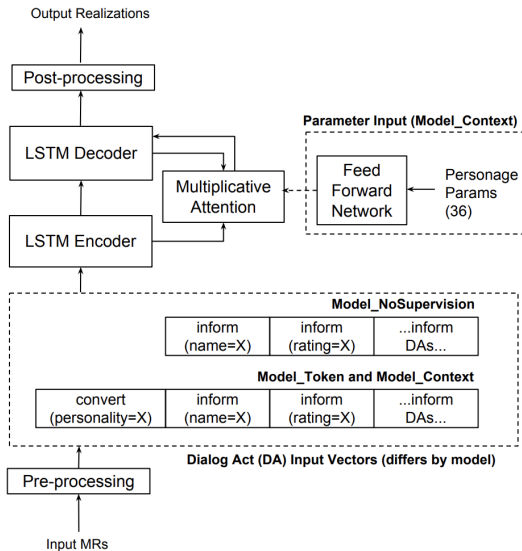 Output Realizations
Post-processing
Parameter Input (Model_Context)
LSTM Decoder
Multiplicative
Attention
Feed
Forward
Network
Personage
Params
(36)
LSTM Encoder
Model_NoSupervision
inform
(name=X)
inform
(rating=X)
...inform
DAs...
Model_Token and Model_Context
convert
(personality=X)
inform
(name=X)
inform
(rating=X)
...inform
DAs...
Dialog Act (DA) Input Vectors (differs by model)
Pre-processing
Input MRs